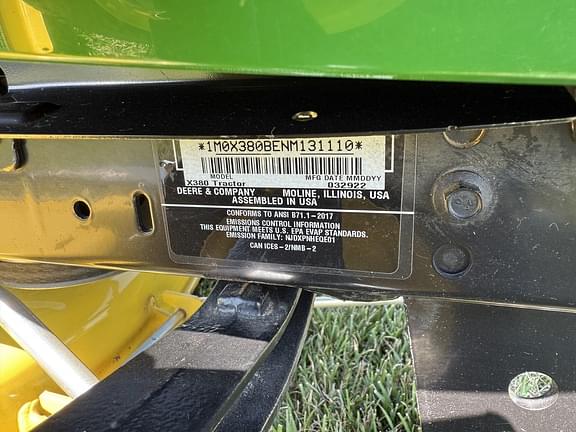 *1M0X380BENM131110*
MODEL MFG DATE MMDDYY
X380 Tractor 032922
DEERE & COMPANY MOLINE, ILLINOIS, USA
ASSEMBLED IN USA
CONFORMS TO ANSI B71.1-2017
EMISSIONS CONTROL INFORMATION
THIS EQUIPMENT MEETS U.S. EPA EVAP STANDARDS.
EMISSION FAMILY: NJDXPNHEQE01
CAN ICES-2/NMB-2